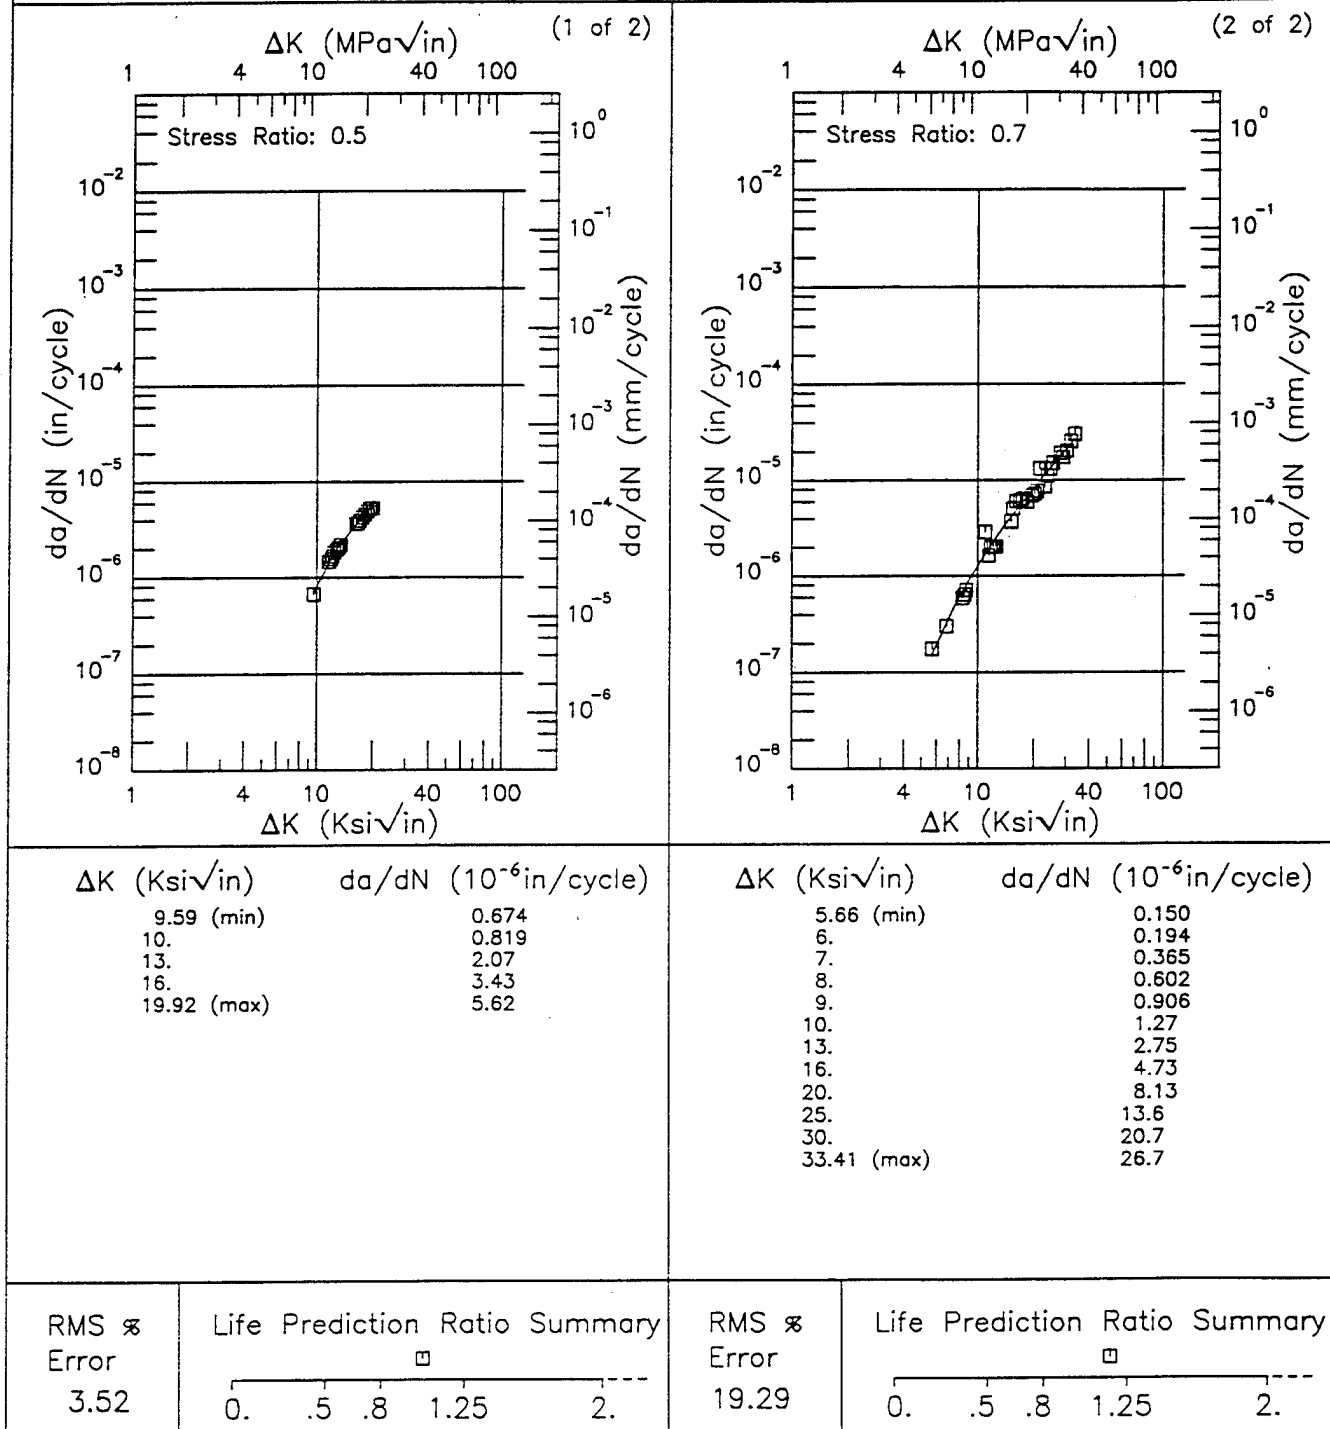 (1 of 2)
ΔK (MPa√in)
1 4 10 40 100
Stress Ratio: 0.5
10⁰
10⁻¹
10⁻²
10⁻³
10⁻⁴
10⁻⁵
10⁻⁶
da/dN (mm/cycle)
10⁻²
10⁻³
10⁻⁴
10⁻⁵
10⁻⁶
10⁻⁷
10⁻⁸
da/dN (in/cycle)
1 4 10 40 100
ΔK (Ksi√in)
ΔK (Ksi√in) da/dN (10⁻⁶in/cycle)
9.59 (min) 0.674
10. 0.819
13. 2.07
16. 3.43
19.92 (max) 5.62
RMS % Error
3.52
Life Prediction Ratio Summary
0. .5 .8 1.25 2.
(2 of 2)
ΔK (MPa√in)
1 4 10 40 100
Stress Ratio: 0.7
10⁰
10⁻¹
10⁻²
10⁻³
10⁻⁴
10⁻⁵
10⁻⁶
da/dN (mm/cycle)
10⁻²
10⁻³
10⁻⁴
10⁻⁵
10⁻⁶
10⁻⁷
10⁻⁸
da/dN (in/cycle)
1 4 10 40 100
ΔK (Ksi√in)
ΔK (Ksi√in) da/dN (10⁻⁶in/cycle)
5.66 (min) 0.150
6. 0.194
7. 0.365
8. 0.602
9. 0.906
10. 1.27
13. 2.75
16. 4.73
20. 8.13
25. 13.6
30. 20.7
33.41 (max) 26.7
RMS % Error
19.29
Life Prediction Ratio Summary
0. .5 .8 1.25 2.